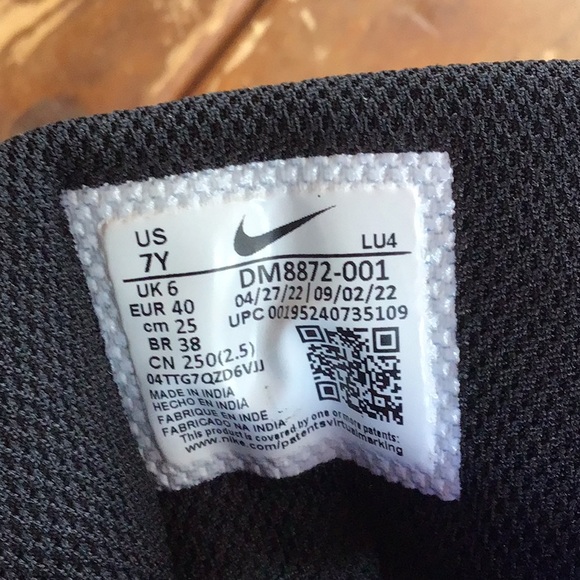 US
7Y
LU4
UK 6
EUR 40
cm 25
BR 38
CN 250(2.5)
DM8872-001
04/27/22|09/02/22
UPC 00195240735109
04TTG7QZD6VJJ
MADE IN INDIA
HECHO EN INDIA
FABRIQUE EN INDE
FABRICADO NA INDIA
This product is covered by one or more patents:
www.nike.com/patentsvirtualmarking